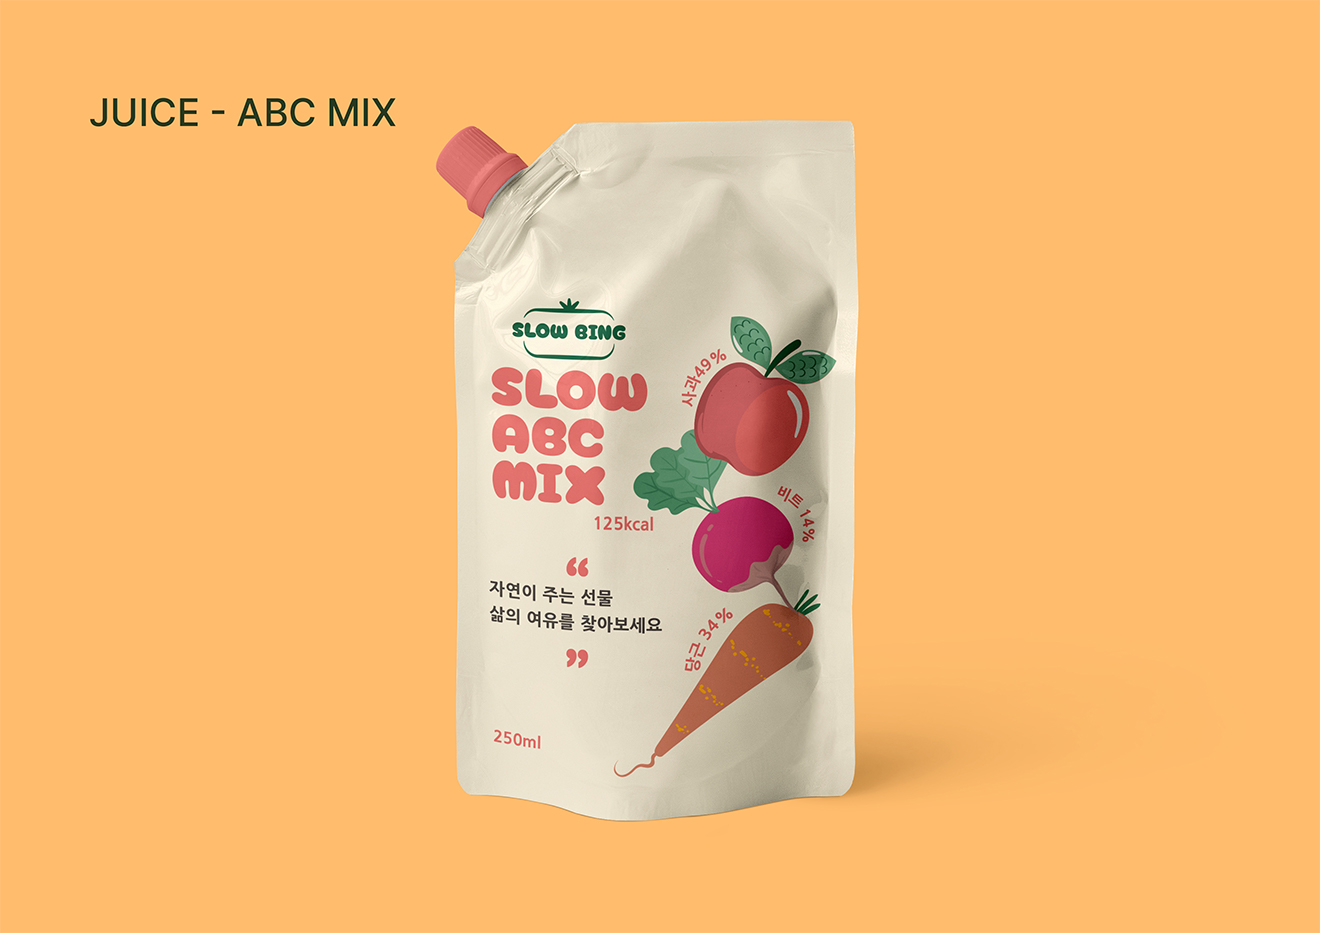 JUICE - ABC MIX
SLOW BING
SLOW
ABC
MIX
125kcal
사과49%
비트 14%
당근 34%
“
자연이 주는 선물
삶의 여유를 찾아보세요
”
250ml